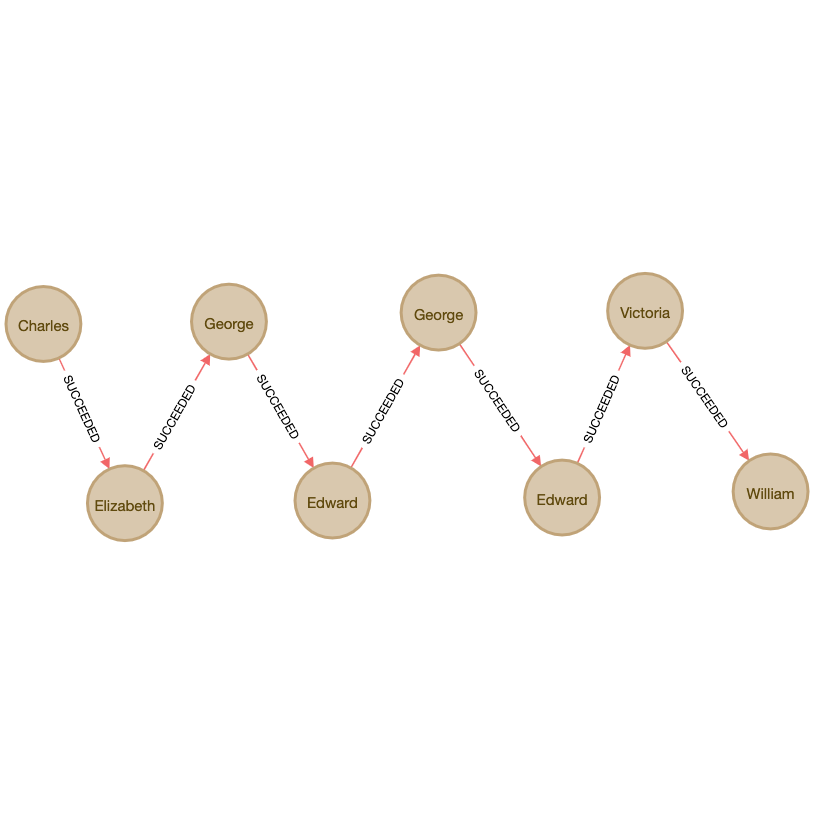 Charles
SUCCEEDED
Elizabeth
SUCCEEDED
George
SUCCEEDED
Edward
SUCCEEDED
George
SUCCEEDED
Edward
SUCCEEDED
Victoria
SUCCEEDED
William